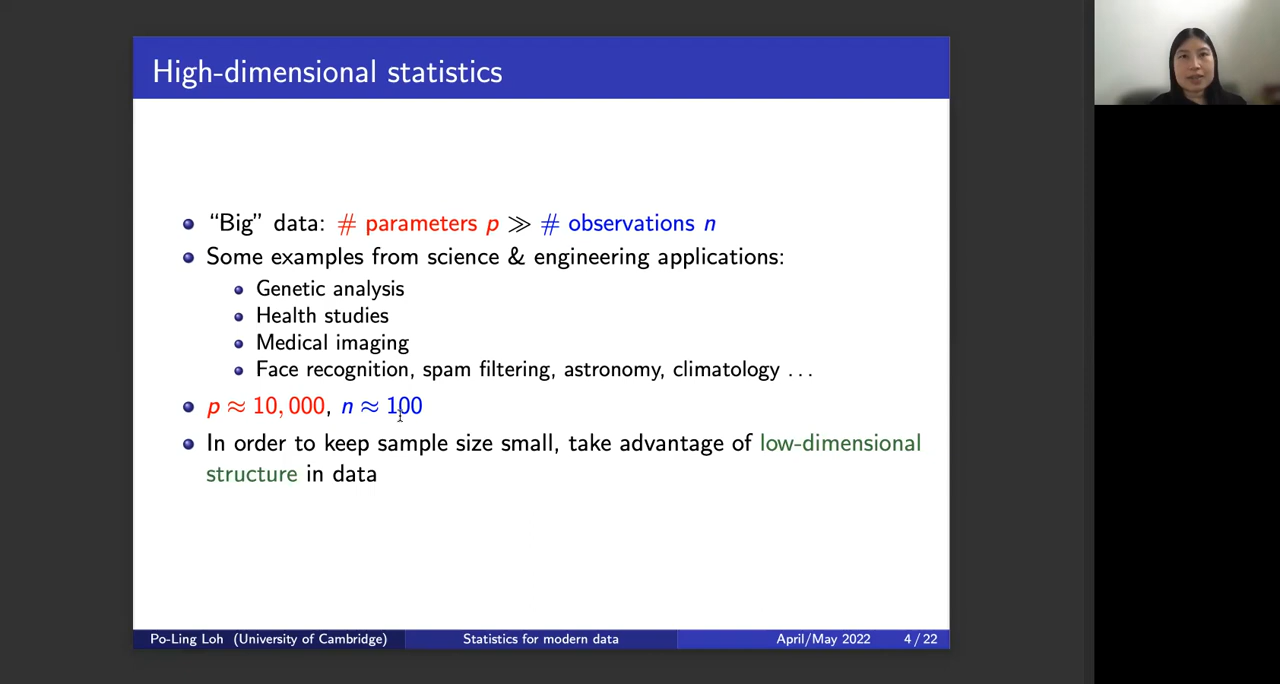 High-dimensional statistics
“Big” data: # parameters p ≫ # observations n
Some examples from science & engineering applications:
Genetic analysis
Health studies
Medical imaging
Face recognition, spam filtering, astronomy, climatology . . .
p ≈ 10, 000, n ≈ 100
In order to keep sample size small, take advantage of low-dimensional
structure in data
Po-Ling Loh (University of Cambridge) Statistics for modern data April/May 2022 4 / 22